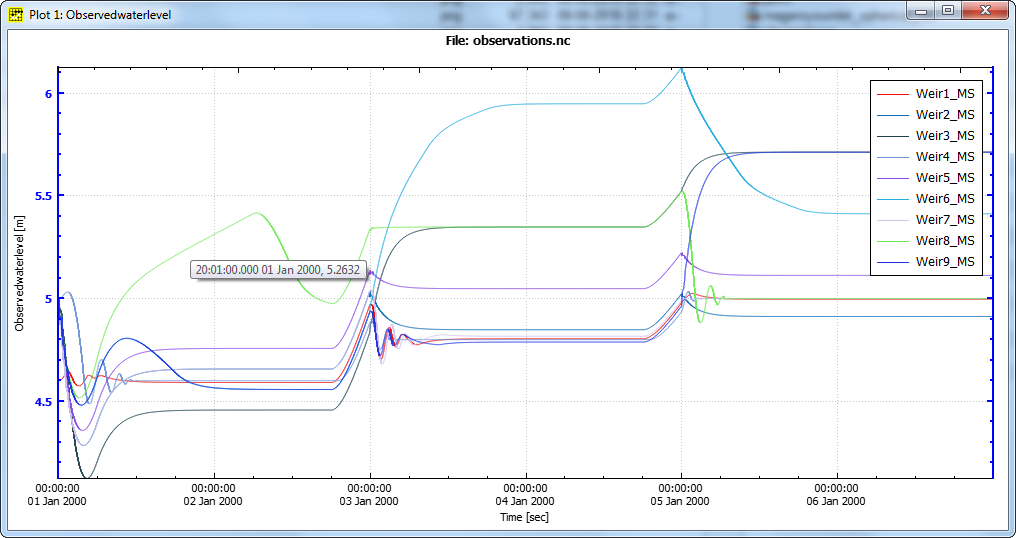 Plot 1: Observedwaterlevel
File: observations.nc
6
5.5
5
4.5
Observedwaterlevel [m]
20:01:00.000 01 Jan 2000, 5.2632
Weir1_MS
Weir2_MS
Weir3_MS
Weir4_MS
Weir5_MS
Weir6_MS
Weir7_MS
Weir8_MS
Weir9_MS
00:00:00 00:00:00 00:00:00 00:00:00 00:00:00 00:00:00
01 Jan 2000 02 Jan 2000 03 Jan 2000 04 Jan 2000 05 Jan 2000 06 Jan 2000
Time [sec]